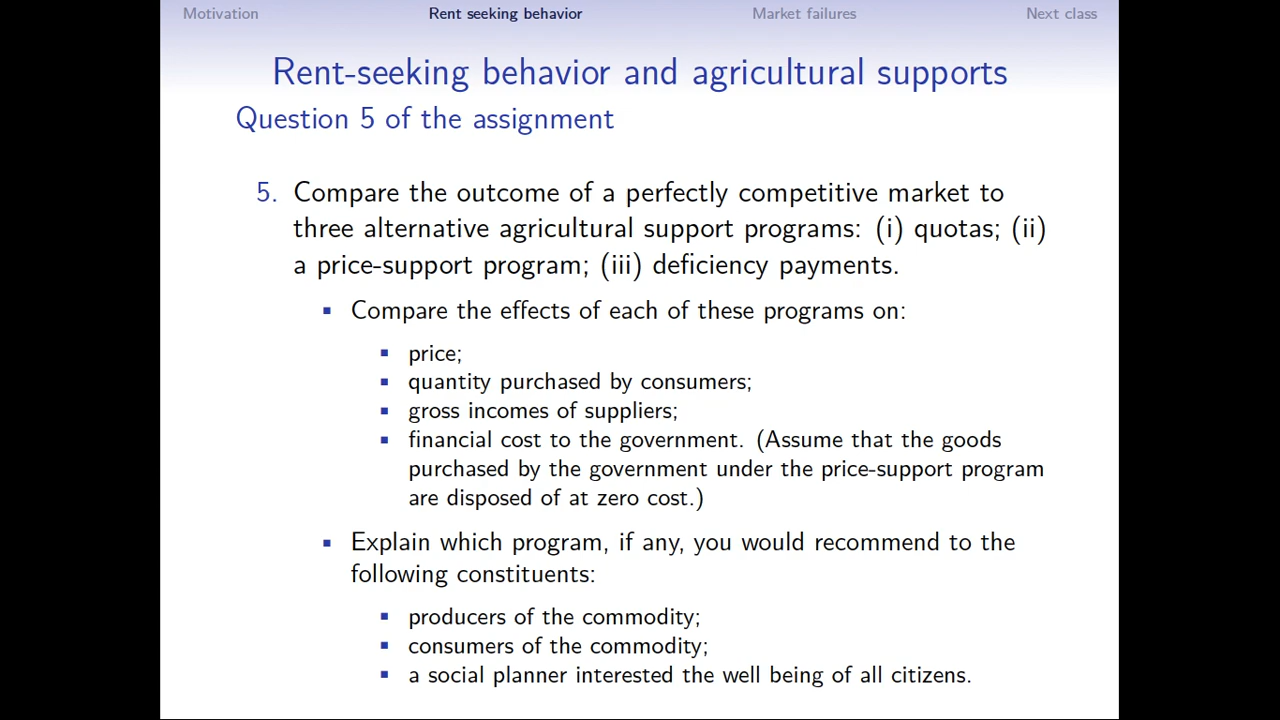 Motivation Rent seeking behavior Market failures Next class
Rent-seeking behavior and agricultural supports
Question 5 of the assignment
5. Compare the outcome of a perfectly competitive market to
three alternative agricultural support programs: (i) quotas; (ii)
a price-support program; (iii) deficiency payments.
▪ Compare the effects of each of these programs on:
▪ price;
▪ quantity purchased by consumers;
▪ gross incomes of suppliers;
▪ financial cost to the government. (Assume that the goods
purchased by the government under the price-support program
are disposed of at zero cost.)
▪ Explain which program, if any, you would recommend to the
following constituents:
▪ producers of the commodity;
▪ consumers of the commodity;
▪ a social planner interested the well being of all citizens.